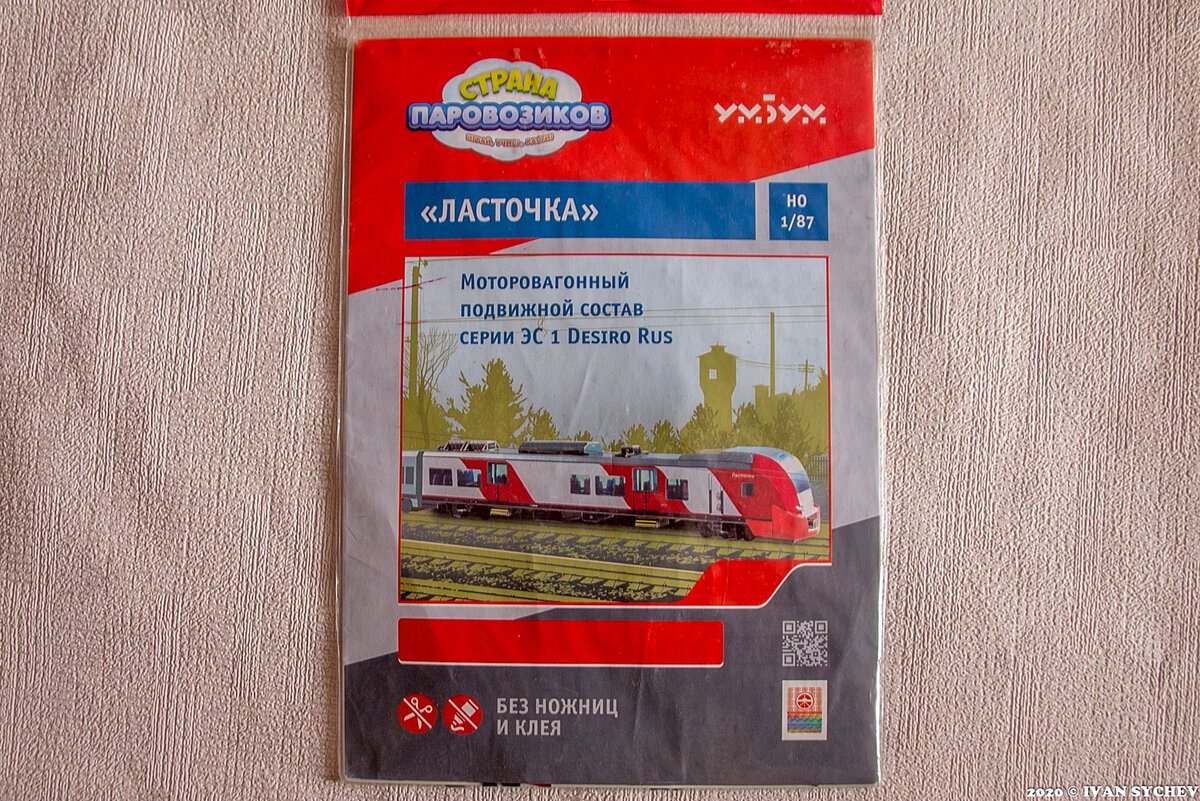 СТРАНА
ПАРОВОЗИКОВ
УМБУМ
«ЛАСТОЧКА»
HO
1/87
Моторовагонный
подвижной состав
серии ЭС 1 Desiro Rus
Ласточка
БЕЗ НОЖНИЦ
И КЛЕЯ
2020 © IVAN SYCHEV